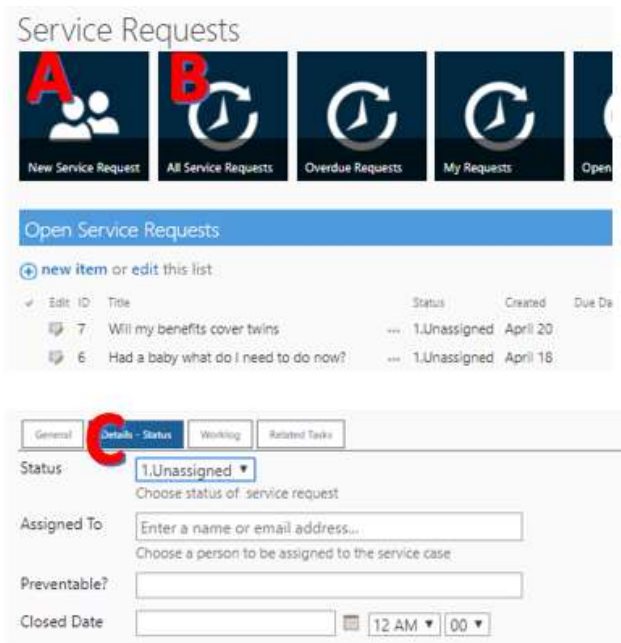 Service Requests
A B
New Service Request All Service Requests Overdue Requests My Requests Open
Open Service Requests
new item or edit this list
Edit ID Title Status Created Due Da
7 Will my benefits cover twins ... 1.Unassigned April 20
6 Had a baby what do I need to do now? ... 1.Unassigned April 18
C
General Details - Status Worklog Related Tasks
Status 1.Unassigned
Choose status of service request
Assigned To Enter a name or email address...
Choose a person to be assigned to the service case
Preventable?
Closed Date 12 AM 00